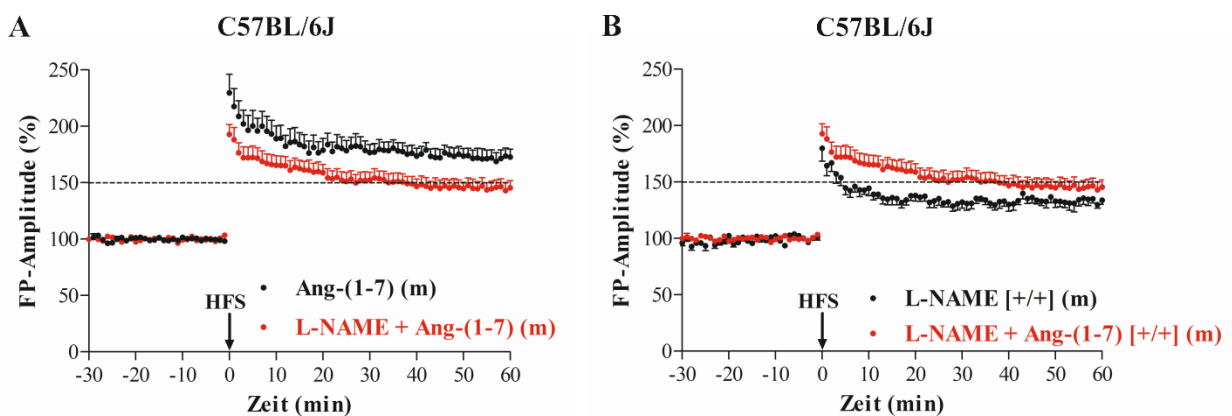 A
C57BL/6J
FP-Amplitude (%)
250
200
150
100
50
0
HFS
Ang-(1-7) (m)
L-NAME + Ang-(1-7) (m)
-30 -20 -10 0 10 20 30 40 50 60
Zeit (min)
B
C57BL/6J
FP-Amplitude (%)
250
200
150
100
50
0
HFS
L-NAME [+/+] (m)
L-NAME + Ang-(1-7) [+/+] (m)
-30 -20 -10 0 10 20 30 40 50 60
Zeit (min)